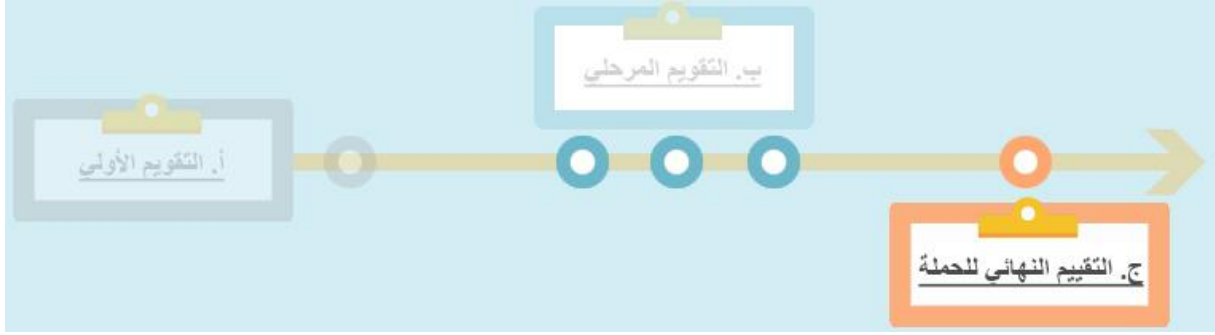 أ. التقويم الأولي
ب. التقويم المرحلي
ج. التقييم النهائي للحملة